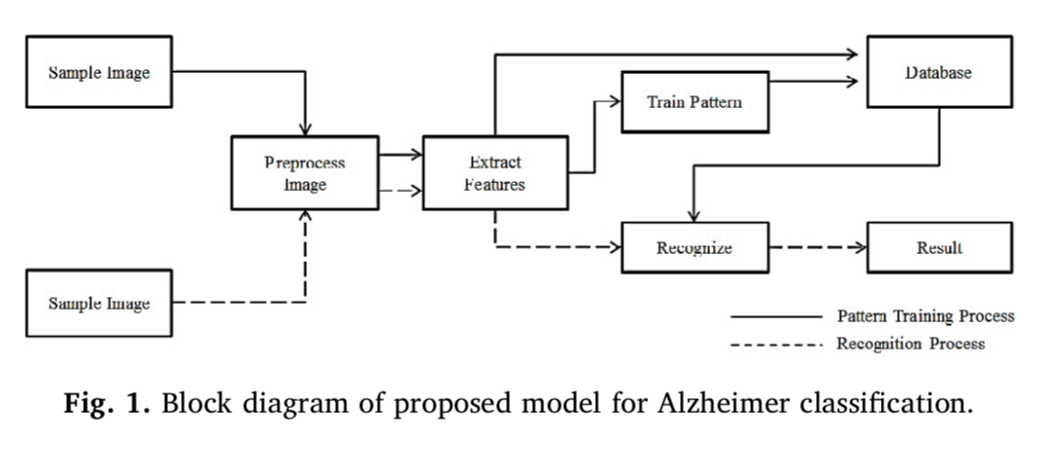 Sample Image
Database
Train Pattern
Preprocess
Image
Extract
Features
Recognize
Result
Sample Image
Pattern Training Process
Recognition Process
Fig. 1. Block diagram of proposed model for Alzheimer classification.